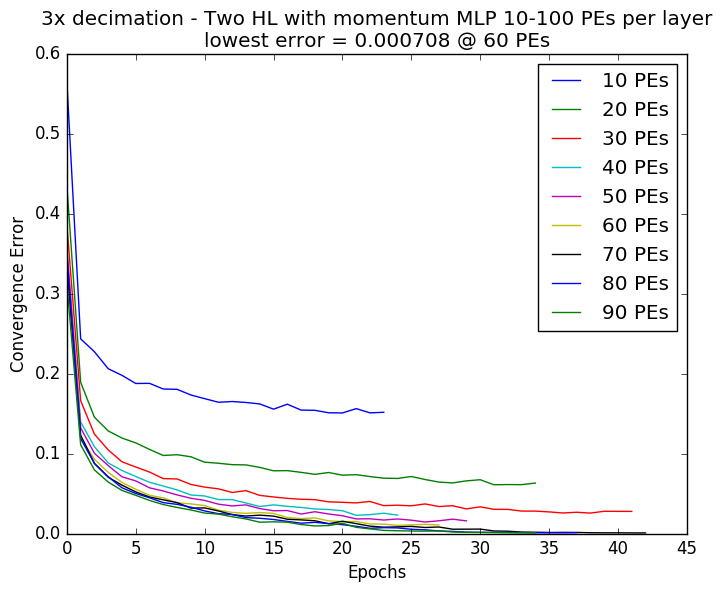 3x decimation - Two HL with momentum MLP 10-100 PEs per layer
lowest error = 0.000708 @ 60 PEs
0.6
0.5
0.4
0.3
0.2
0.1
0.0
Convergence Error
10 PEs
20 PEs
30 PEs
40 PEs
50 PEs
60 PEs
70 PEs
80 PEs
90 PEs
0 5 10 15 20 25 30 35 40 45
Epochs